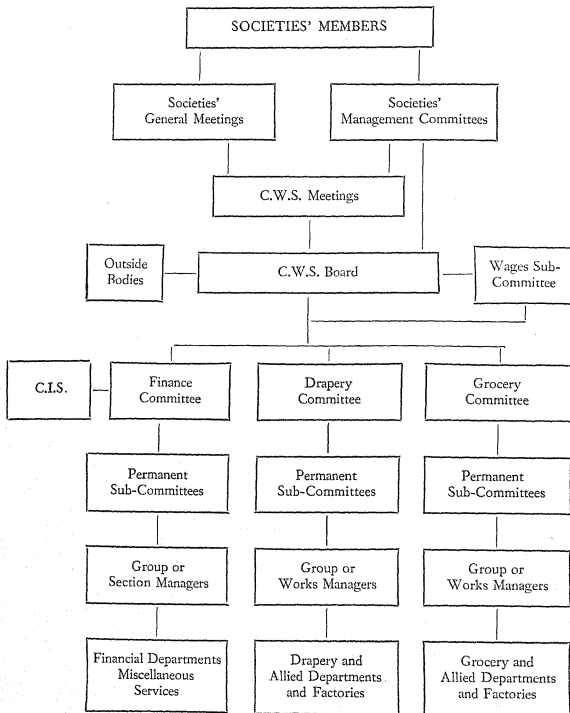 SOCIETIES' MEMBERS
Societies'
General Meetings
Societies'
Management Committees
C.W.S. Meetings
Outside
Bodies
C.W.S. Board
Wages Sub-
Committee
C.I.S.
Finance
Committee
Drapery
Committee
Grocery
Committee
Permanent
Sub-Committees
Permanent
Sub-Committees
Permanent
Sub-Committees
Group or
Section Managers
Group or
Works Managers
Group or
Works Managers
Financial Departments
Miscellaneous
Services
Drapery and
Allied Departments
and Factories
Grocery and
Allied Departments
and Factories